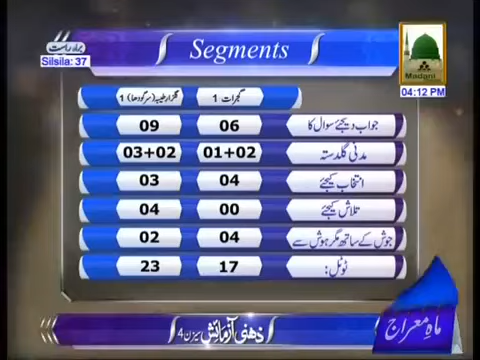 براہ راست
Silsila: 37
Segments
Madani
04:12 PM
گجرات 1 گلزار طیبہ (سرگودھا) 1
جواب دیجئے سوال کا 06 09
مدنی گلدستہ 01+02 03+02
انتخاب کیجئے 04 03
تلاش کیجئے 00 04
جوش کے ساتھ مگر ہوش سے 04 02
ٹوٹل: 17 23
ذہنی آزمائش سیزن 4
ماہِ معراج